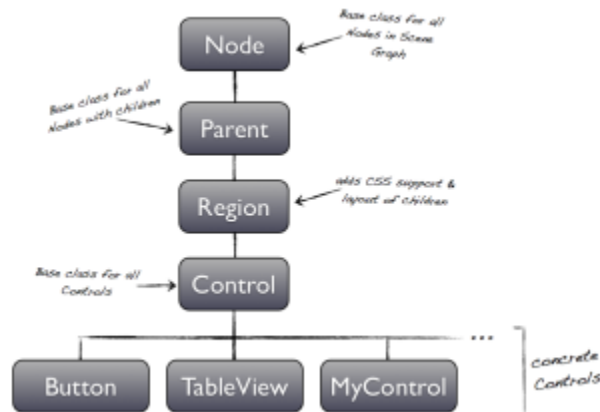 Node
Base class for all
Nodes in Scene
Graph
Base class for all
Nodes with children
Parent
Region
adds CSS support &
layout of children
Base class for all
Controls
Control
...
Button
TableView
MyControl
concrete
Controls